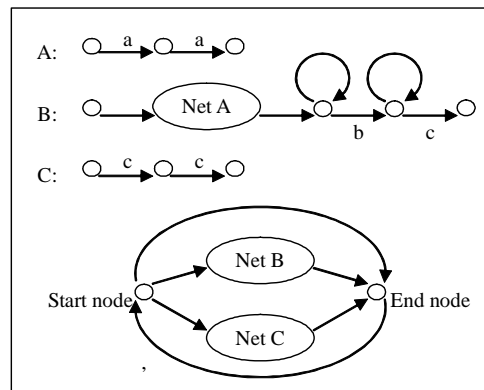 A: a a
B: Net A b c
C: c c
Net B
Start node End node
Net C
,